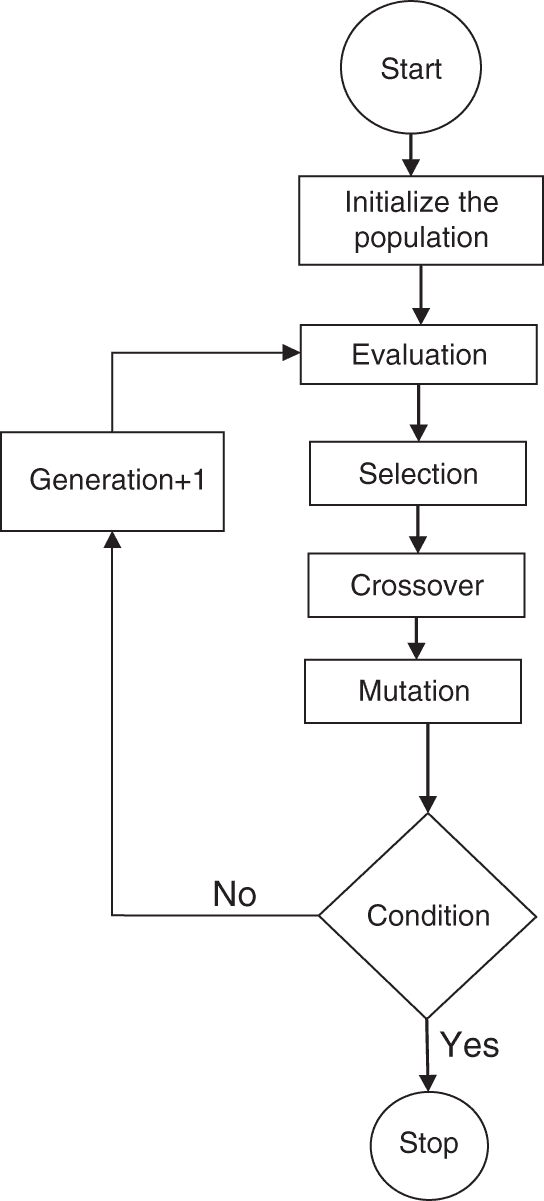 Start
Initialize the
population
Evaluation
Generation+1
Selection
Crossover
Mutation
No
Condition
Yes
Stop